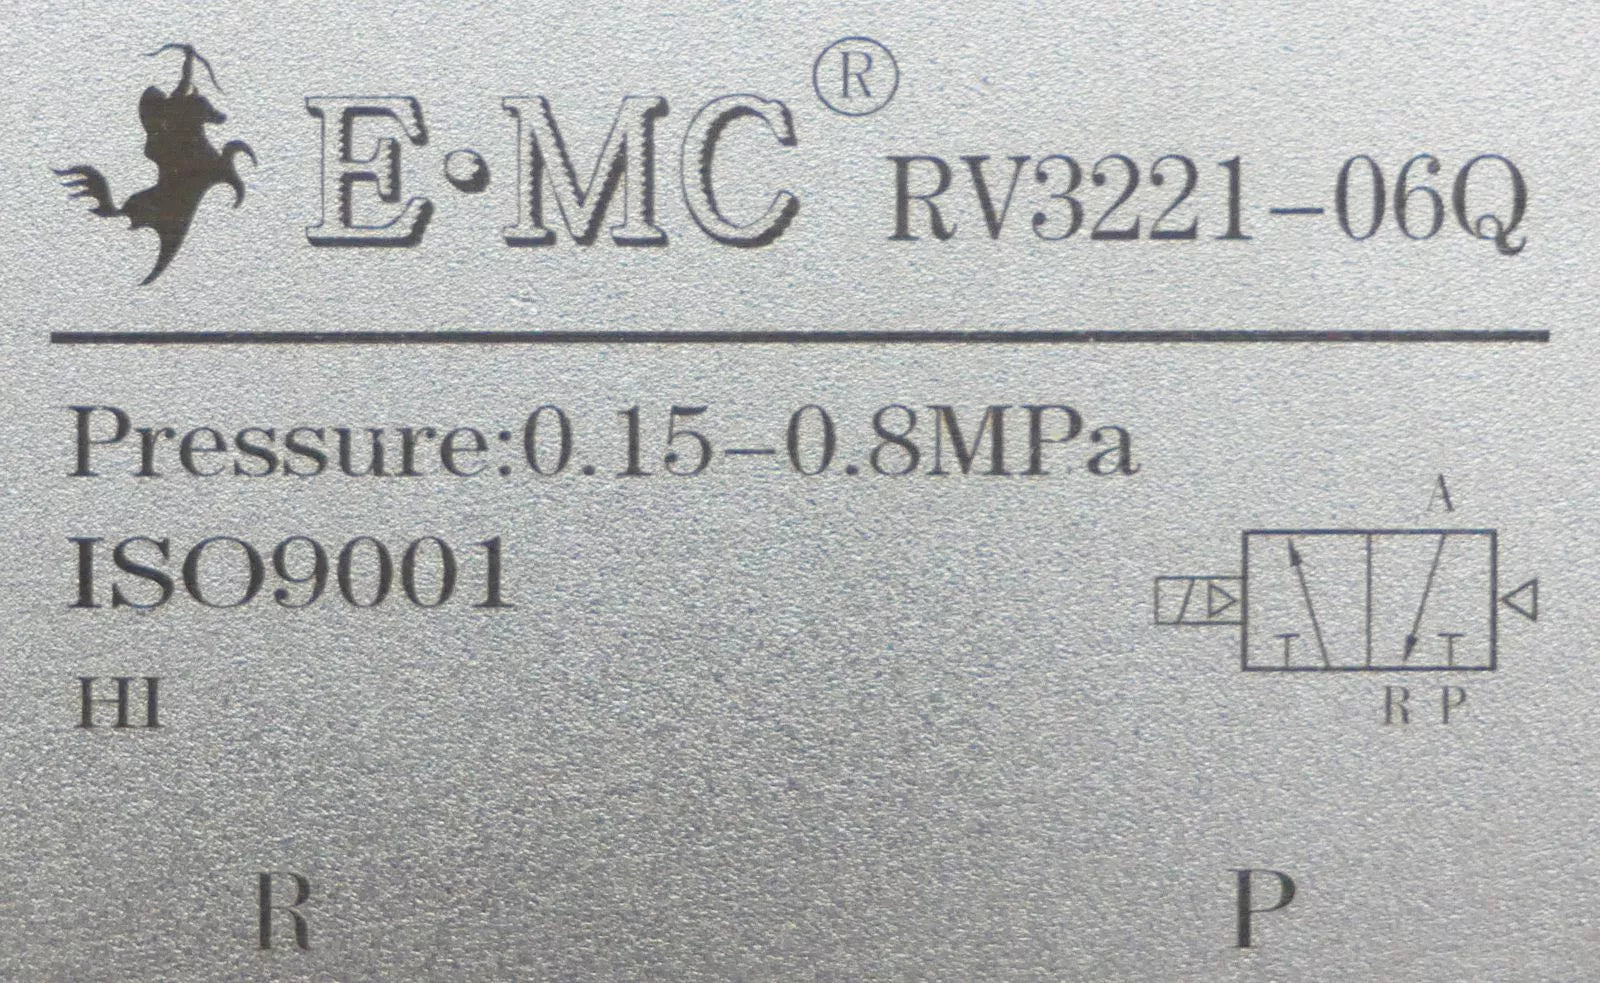 E·MC® RV3221-06Q
Pressure:0.15-0.8MPa
ISO9001
HI
A
R P
R P